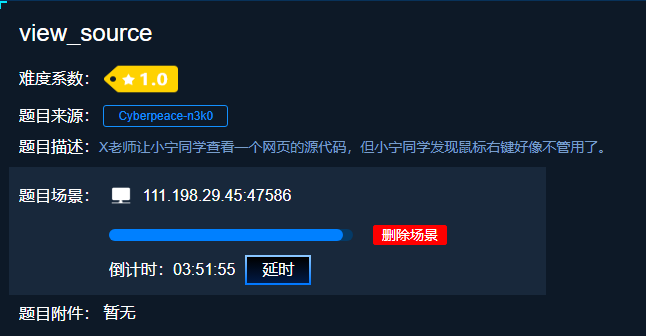 view_source
难度系数： 1.0
题目来源： Cyberpeace-n3k0
题目描述：X老师让小宁同学查看一个网页的源代码，但小宁同学发现鼠标右键好像不管用了。
题目场景： 111.198.29.45:47586
删除场景
倒计时：03:51:55 延时
题目附件：暂无